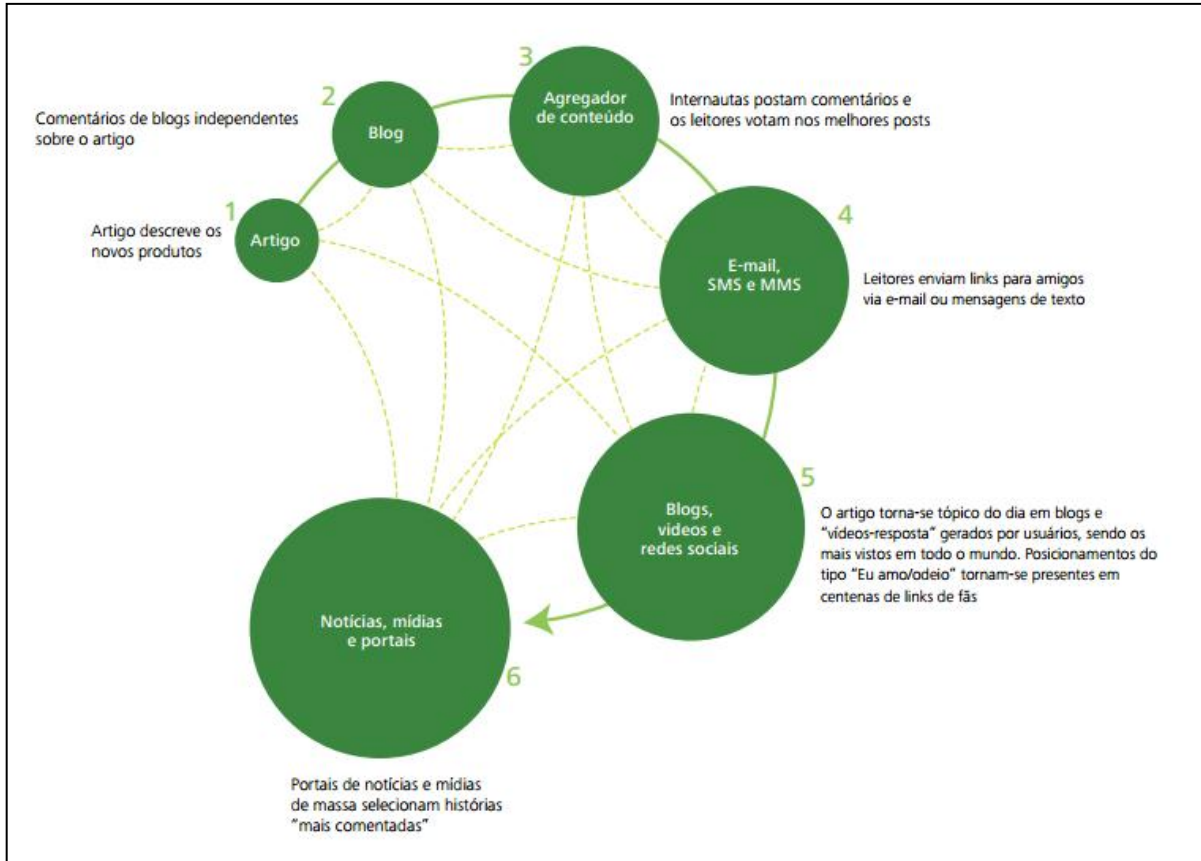 1
Artigo
Artigo descreve os
novos produtos
2
Blog
Comentários de blogs independentes
sobre o artigo
3
Agregador
de conteúdo
Internautas postam comentários e
os leitores votam nos melhores posts
4
E-mail,
SMS e MMS
Leitores enviam links para amigos
via e-mail ou mensagens de texto
5
Blogs,
videos e
redes sociais
O artigo torna-se tópico do dia em blogs e
“vídeos-resposta” gerados por usuários, sendo os
mais vistos em todo o mundo. Posicionamentos do
tipo “Eu amo/odeio” tornam-se presentes em
centenas de links de fãs
6
Notícias, mídias
e portais
Portais de notícias e mídias
de massa selecionam histórias
“mais comentadas”